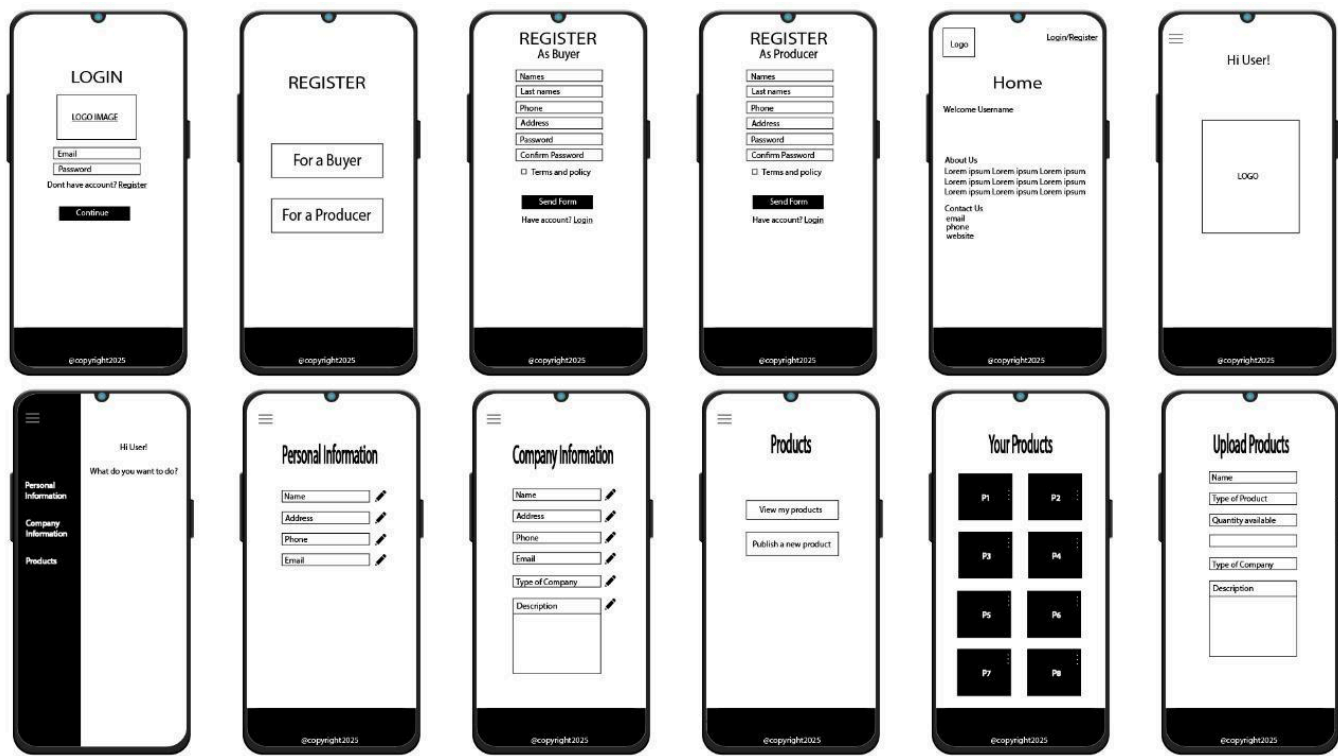 LOGIN
LOGO IMAGE
Email
Password
Dont have account? Register
Continue
@copyright2025
REGISTER
For a Buyer
For a Producer
@copyright2025
REGISTER
As Buyer
Names
Last names
Phone
Address
Password
Confirm Password
Terms and policy
Send Form
Have account? Login
@copyright2025
REGISTER
As Producer
Names
Last names
Phone
Address
Password
Confirm Password
Terms and policy
Send Form
Have account? Login
@copyright2025
Logo
Login/Register
Home
Welcome Username
About Us
Lorem ipsum Lorem ipsum Lorem ipsum
Lorem ipsum Lorem ipsum Lorem ipsum
Lorem ipsum Lorem ipsum Lorem ipsum
Contact Us
email
phone
website
@copyright2025
Hi User!
LOGO
@copyright2025
Hi User!
What do you want to do?
Personal
Information
Company
Information
Products
Personal Information
Name
Address
Phone
Email
@copyright2025
Company Information
Name
Address
Phone
Email
Type of Company
Description
@copyright2025
Products
View my products
Publish a new product
@copyright2025
Your Products
P1 P2
P3 P4
P5 P6
P7 P8
@copyright2025
Upload Products
Name
Type of Product
Quantity available
Type of Company
Description
@copyright2025